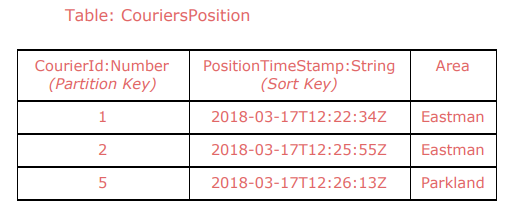 Table: CouriersPosition
CourierId:Number PositionTimeStamp:String Area
(Partition Key) (Sort Key)
1 2018-03-17T12:22:34Z Eastman
2 2018-03-17T12:25:55Z Eastman
5 2018-03-17T12:26:13Z Parkland